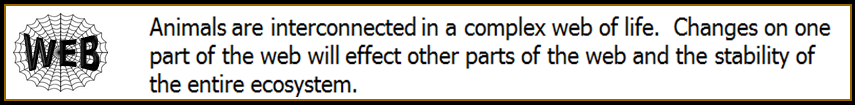 WEB
Animals are interconnected in a complex web of life.  Changes on one
part of the web will effect other parts of the web and the stability of
the entire ecosystem.